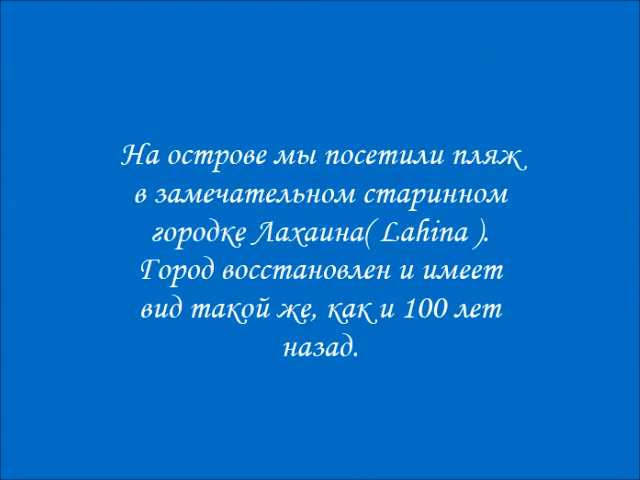 На острове мы посетили пляж
в замечательном старинном
городке Лахаина( Lahina ).
Город восстановлен и имеет
вид такой же, как и 100 лет
назад.